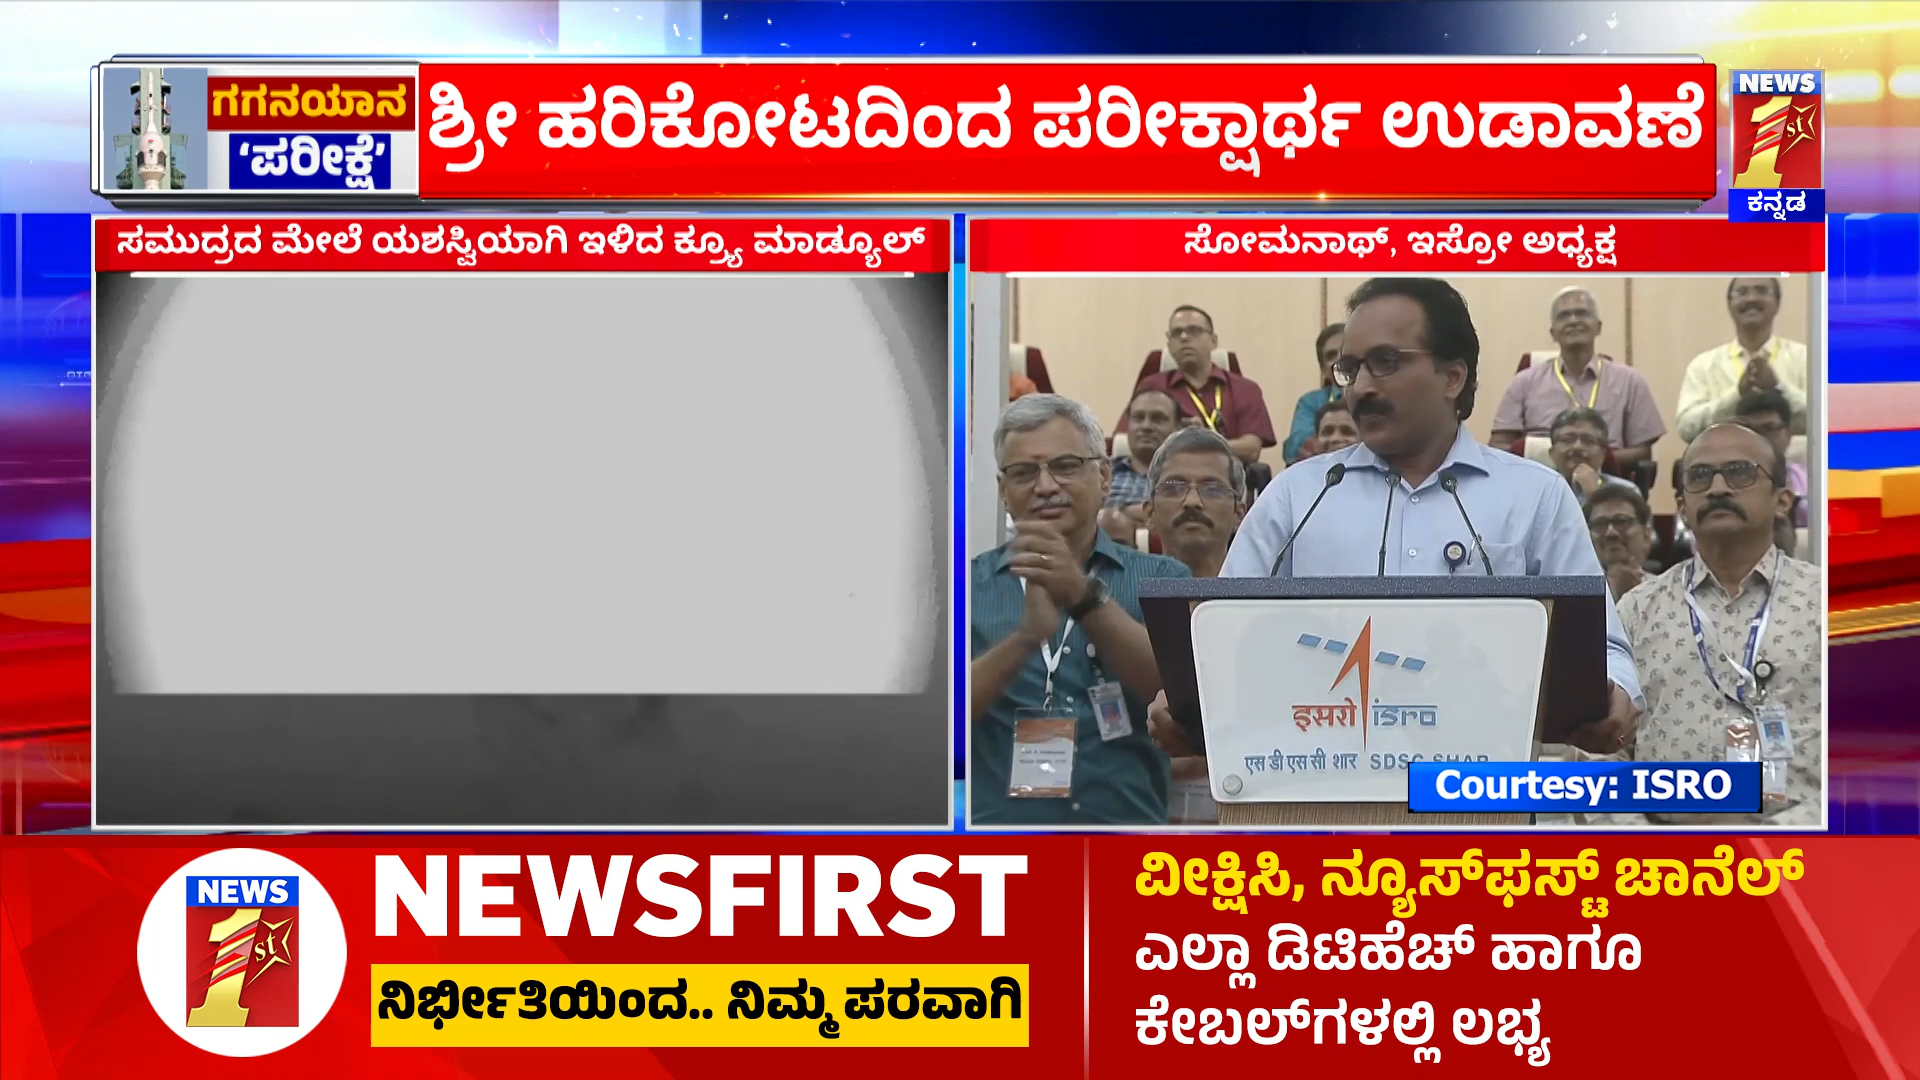 ಗಗನಯಾನ
‘ಪರೀಕ್ಷೆ’
ಶ್ರೀ ಹರಿಕೋಟದಿಂದ ಪರೀಕ್ಷಾರ್ಥ ಉಡಾವಣೆ
NEWS
1st
ಕನ್ನಡ
ಸಮುದ್ರದ ಮೇಲೆ ಯಶಸ್ವಿಯಾಗಿ ಇಳಿದ ಕ್ರ್ಯೂ ಮಾಡ್ಯೂಲ್
ಸೋಮನಾಥ್, ಇಸ್ರೋ ಅಧ್ಯಕ್ಷ
इसरो isro
एस डी एस सी शार SDSC SHAR
Courtesy: ISRO
NEWS
1st
NEWSFIRST
ನಿರ್ಭೀತಿಯಿಂದ.. ನಿಮ್ಮ ಪರವಾಗಿ
ವೀಕ್ಷಿಸಿ, ನ್ಯೂಸ್‌ಫಸ್ಟ್ ಚಾನೆಲ್
ಎಲ್ಲಾ ಡಿಟಿಹೆಚ್ ಹಾಗೂ
ಕೇಬಲ್‌ಗಳಲ್ಲಿ ಲಭ್ಯ